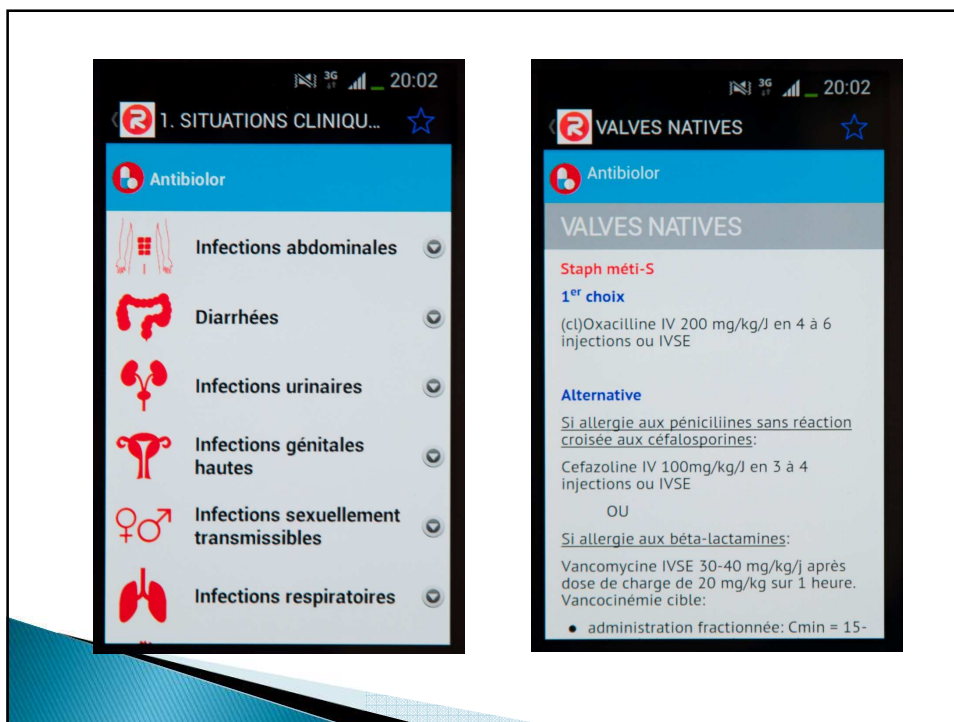 3G 20:02
1. SITUATIONS CLINIQU...
Antibiolor
Infections abdominales
Diarrhées
Infections urinaires
Infections génitales
hautes
Infections sexuellement
transmissibles
Infections respiratoires
3G 20:02
VALVES NATIVES
Antibiolor
VALVES NATIVES
Staph méti-S
1er choix
(cl)Oxacilline IV 200 mg/kg/J en 4 à 6
injections ou IVSE
Alternative
Si allergie aux péniciliines sans réaction
croisée aux céfalosporines:
Cefazoline IV 100mg/kg/J en 3 à 4
injections ou IVSE
OU
Si allergie aux béta-lactamines:
Vancomycine IVSE 30-40 mg/kg/j après
dose de charge de 20 mg/kg sur 1 heure.
Vancocinémie cible:
• administration fractionnée: Cmin = 15-